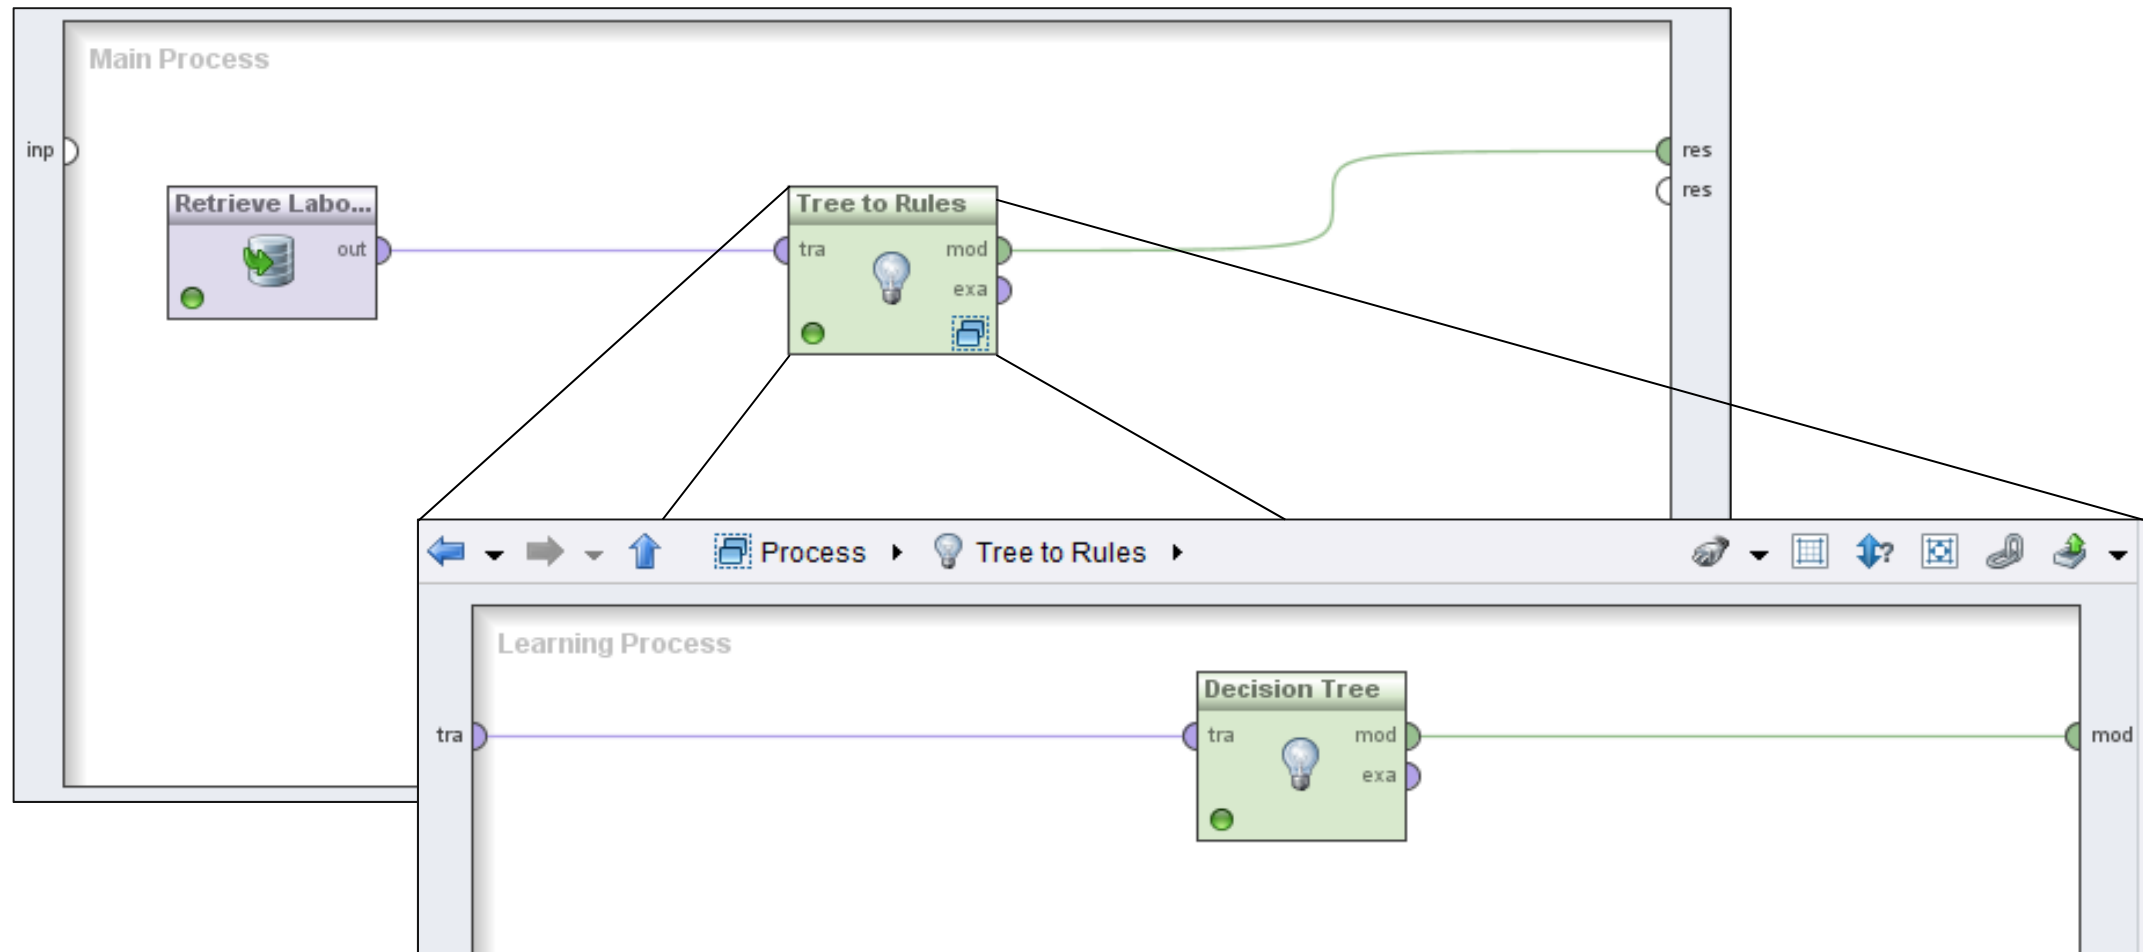 Main Process
inp
res
res
Retrieve Labo...
out
Tree to Rules
tra
mod
exa
Process
Tree to Rules
?
Learning Process
tra
Decision Tree
tra
mod
exa
mod